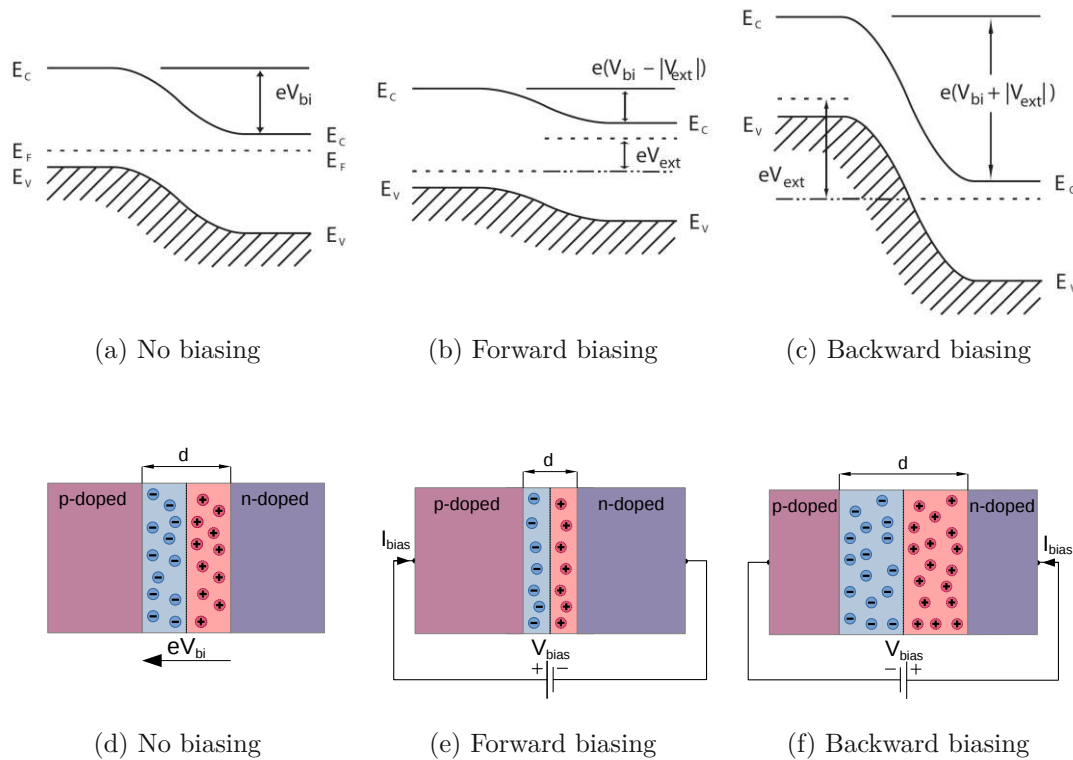 E_C
eV_bi
E_C
E_F
E_F
E_V
E_V
(a) No biasing
e(V_bi − |V_ext|)
E_C
E_C
eV_ext
E_V
E_V
(b) Forward biasing
E_C
e(V_bi + |V_ext|)
E_V
eV_ext
E_C
E_V
(c) Backward biasing
d
p-doped
n-doped
eV_bi
(d) No biasing
d
p-doped
n-doped
I_bias
V_bias
+ −
(e) Forward biasing
d
p-doped
n-doped
I_bias
V_bias
− +
(f) Backward biasing